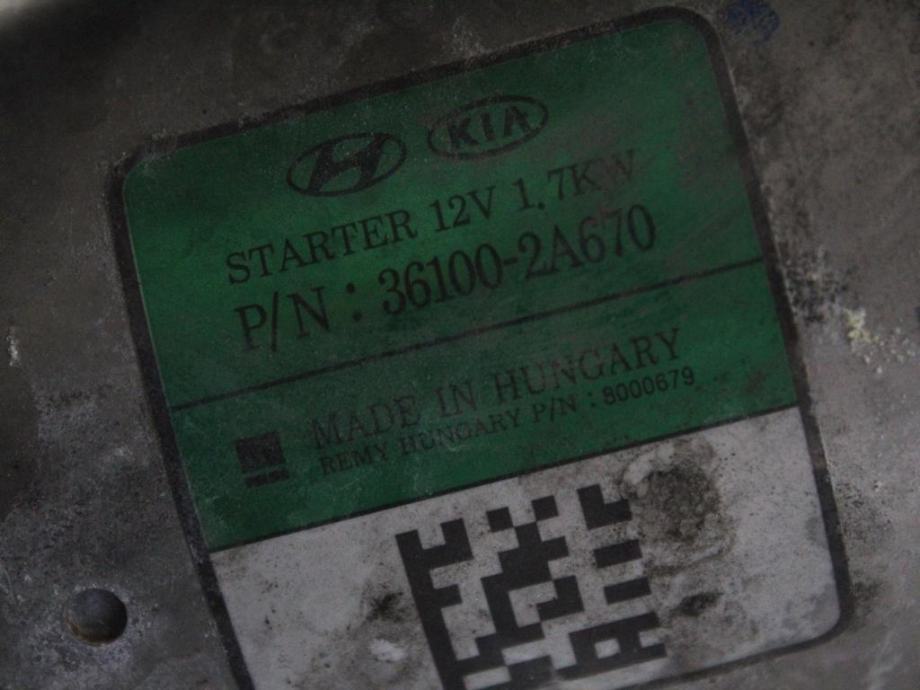 KIA
STARTER 12V 1.7KW
P/N : 36100-2A670
MADE IN HUNGARY
REMY HUNGARY P/N : 8000679